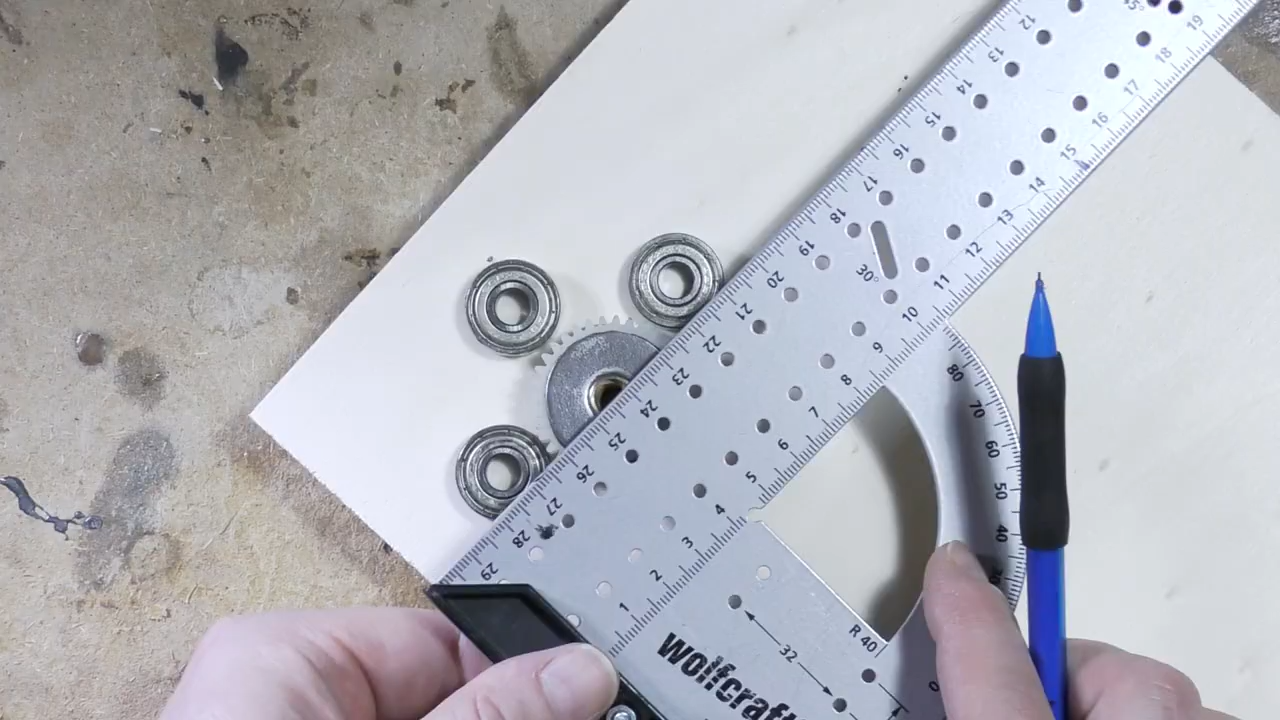 12 13 14 15 16 17 18 19 20 21 22 23 24 25 26 27 28 29
1 2 3 4 5 6 7 8 9 10 11 12 13 14 15 16 17 18 19
30°
80 70 60 50 40
0
R 40
32
wolfcraft